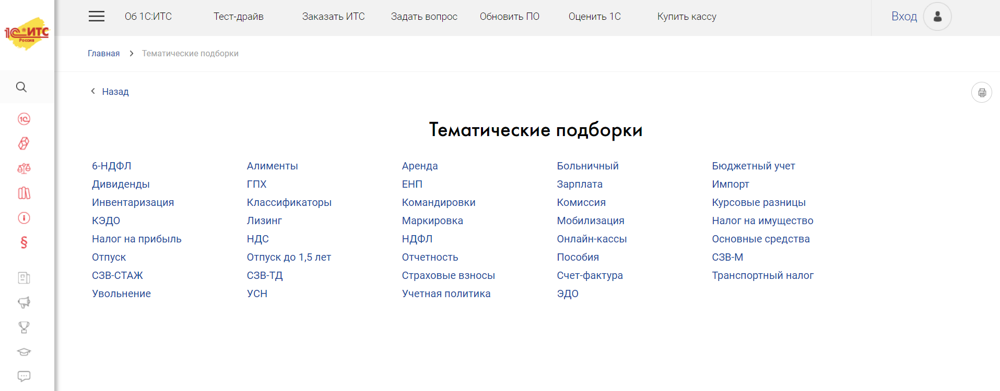 1С ИТС
Россия
Об 1С:ИТС Тест-драйв Заказать ИТС Задать вопрос Обновить ПО Оценить 1С Купить кассу Вход
Главная Тематические подборки
Назад
Тематические подборки
6-НДФЛ Алименты Аренда Больничный Бюджетный учет
Дивиденды ГПХ ЕНП Зарплата Импорт
Инвентаризация Классификаторы Командировки Комиссия Курсовые разницы
КЭДО Лизинг Маркировка Мобилизация Налог на имущество
Налог на прибыль НДС НДФЛ Онлайн-кассы Основные средства
Отпуск Отпуск до 1,5 лет Отчетность Пособия СЗВ-М
СЗВ-СТАЖ СЗВ-ТД Страховые взносы Счет-фактура Транспортный налог
Увольнение УСН Учетная политика ЭДО